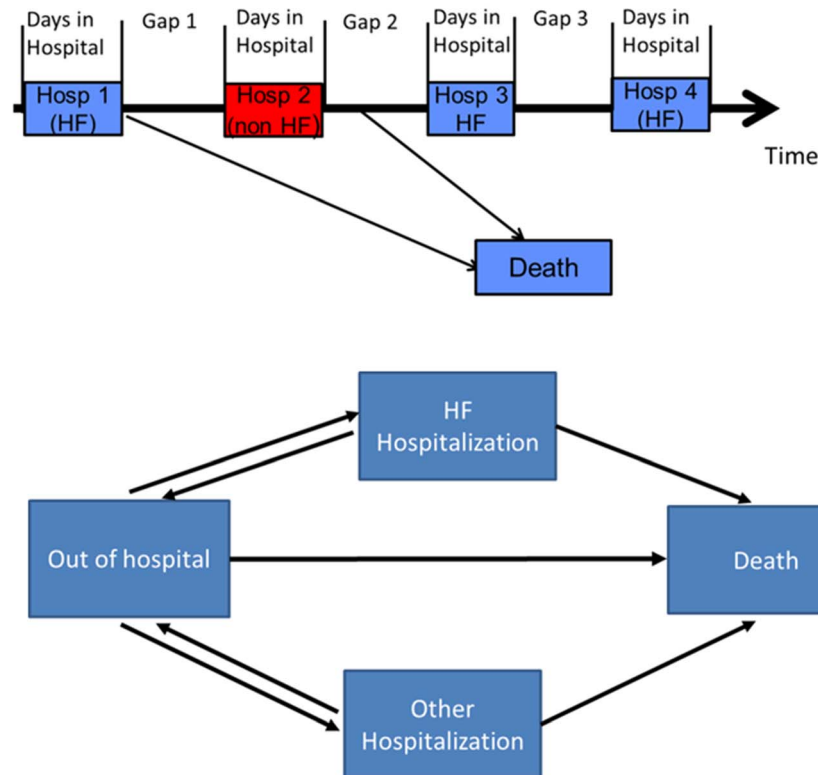 Days in Hospital
Gap 1
Days in Hospital
Gap 2
Days in Hospital
Gap 3
Days in Hospital
Hosp 1
(HF)
Hosp 2
(non HF)
Hosp 3
HF
Hosp 4
(HF)
Time
Death
HF
Hospitalization
Out of hospital
Death
Other
Hospitalization